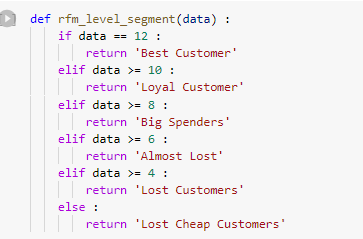 def rfm_level_segment(data) :
    if data == 12 :
        return 'Best Customer'
    elif data >= 10 :
        return 'Loyal Customer'
    elif data >= 8 :
        return 'Big Spenders'
    elif data >= 6 :
        return 'Almost Lost'
    elif data >= 4 :
        return 'Lost Customers'
    else :
        return 'Lost Cheap Customers'